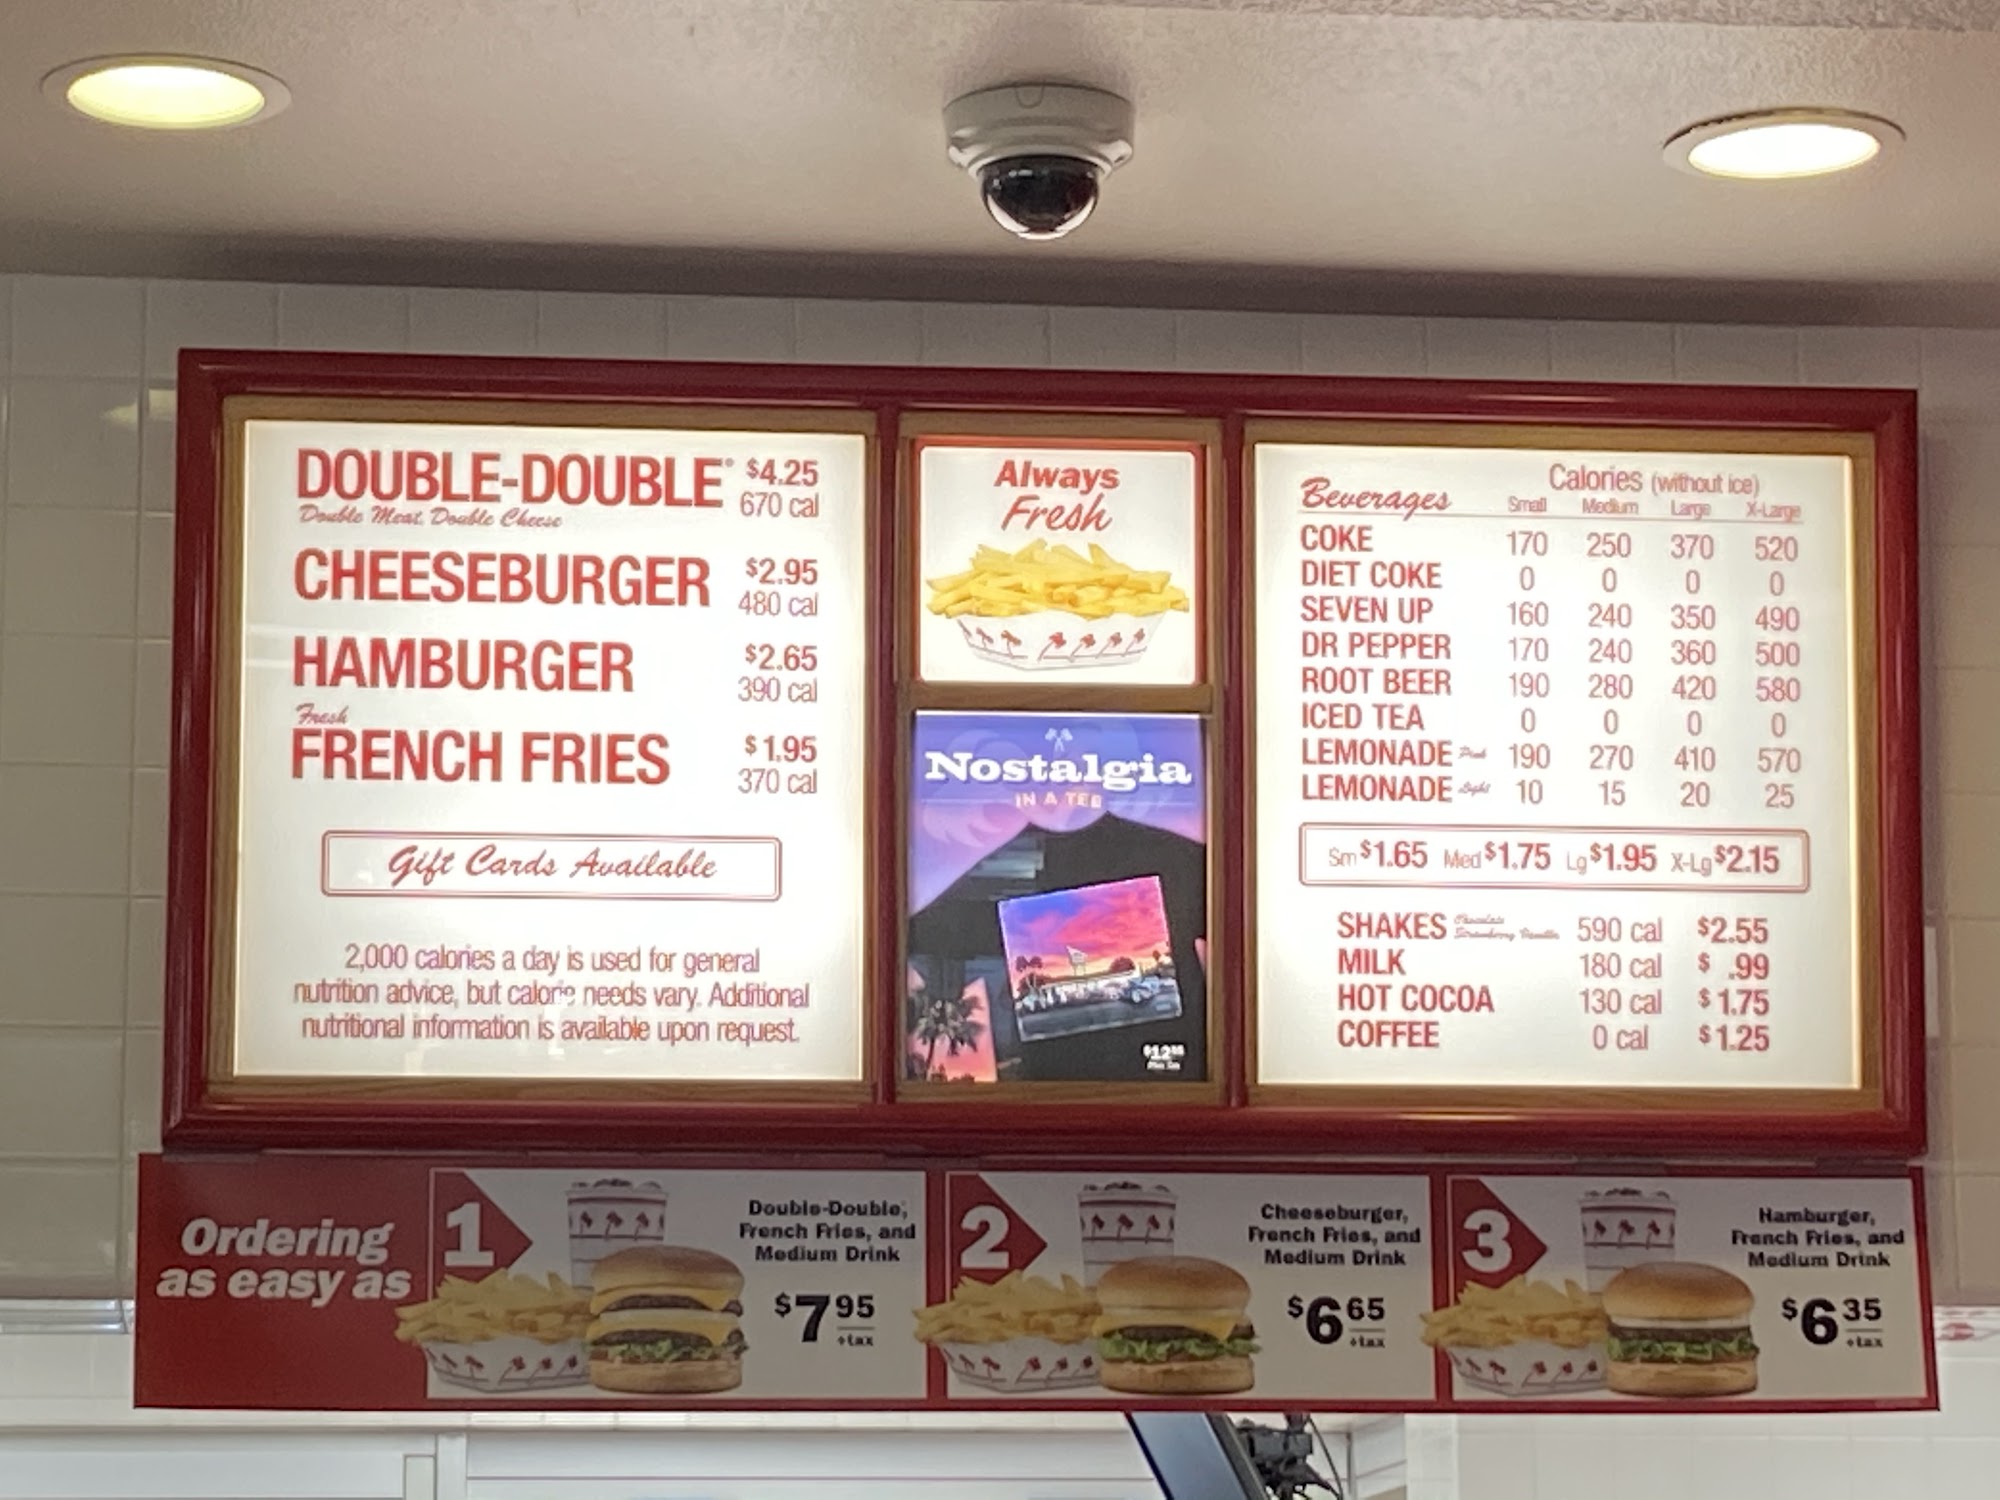 DOUBLE-DOUBLE® $4.25
Double Meat Double Cheese 670 cal
CHEESEBURGER $2.95
480 cal
HAMBURGER $2.65
390 cal
Fresh
FRENCH FRIES $1.95
370 cal
Gift Cards Available
2,000 calories a day is used for general
nutrition advice, but calorie needs vary. Additional
nutritional information is available upon request.
Always
Fresh
Nostalgia
IN A TEE
$12
Beverages Calories (without ice)
Small Medium Large X-Large
COKE 170 250 370 520
DIET COKE 0 0 0 0
SEVEN UP 160 240 350 490
DR PEPPER 170 240 360 500
ROOT BEER 190 280 420 580
ICED TEA 0 0 0 0
LEMONADE Pink 190 270 410 570
LEMONADE Light 10 15 20 25
Sm $1.65 Med $1.75 Lg $1.95 X-Lg $2.15
SHAKES Chocolate Strawberry Vanilla 590 cal $2.55
MILK 180 cal $ .99
HOT COCOA 130 cal $1.75
COFFEE 0 cal $1.25
Ordering
as easy as
1
Double-Double,
French Fries, and
Medium Drink
$7 95
+tax
2
Cheeseburger,
French Fries, and
Medium Drink
$6 65
+tax
3
Hamburger,
French Fries, and
Medium Drink
$6 35
+tax